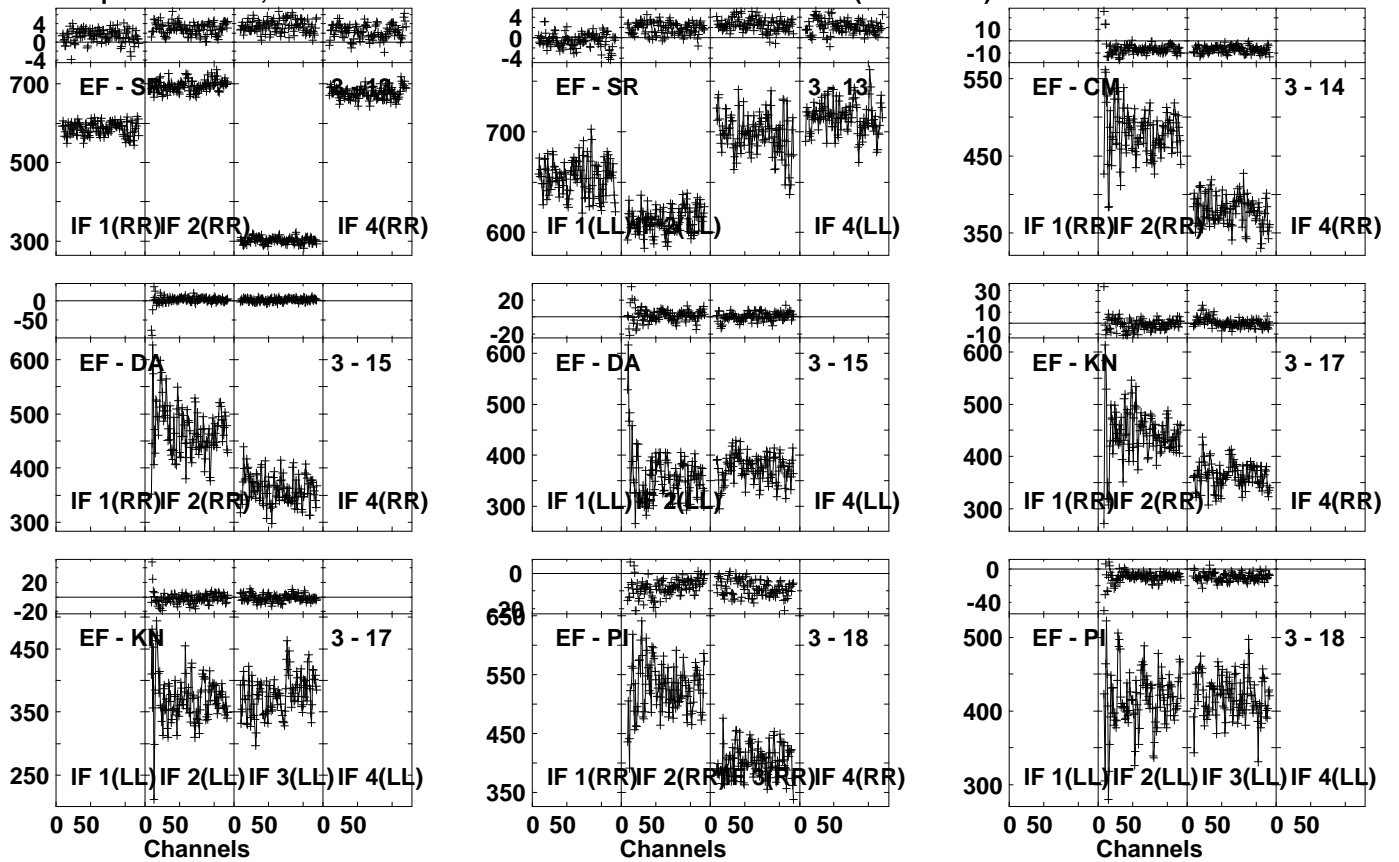 4 4 10
0 0 0
-4 -4 -10
EF - SR EF - SR 3 - 13 EF - CM 3 - 14
700 700 550
500 600 450
300 350
IF 1(RR) IF 2(RR) IF 4(RR) IF 1(LL) IF 2(LL) IF 4(LL) IF 1(RR) IF 2(RR) IF 4(RR)
0 20 30
-50 0 10
-20 -10
EF - DA 3 - 15 EF - DA 3 - 15 EF - KN 3 - 17
600 600 600
500 500 500
400 400 400
300 300 300
IF 1(RR) IF 2(RR) IF 4(RR) IF 1(LL) IF 2(LL) IF 4(LL) IF 1(RR) IF 2(RR) IF 4(RR)
20 0 0
0 -20 -40
-20 650
EF - KN 3 - 17 EF - PI 3 - 18 EF - PI 3 - 18
450 550 500
350 450 400
250 350 300
IF 1(LL) IF 2(LL) IF 3(LL) IF 4(LL) IF 1(RR) IF 2(RR) IF 3(RR) IF 4(RR) IF 1(LL) IF 2(LL) IF 3(LL) IF 4(LL)
0 50 0 50 0 50 0 50 0 50 0 50 0 50 0 50 0 50 0 50 0 50 0 50
Channels Channels Channels